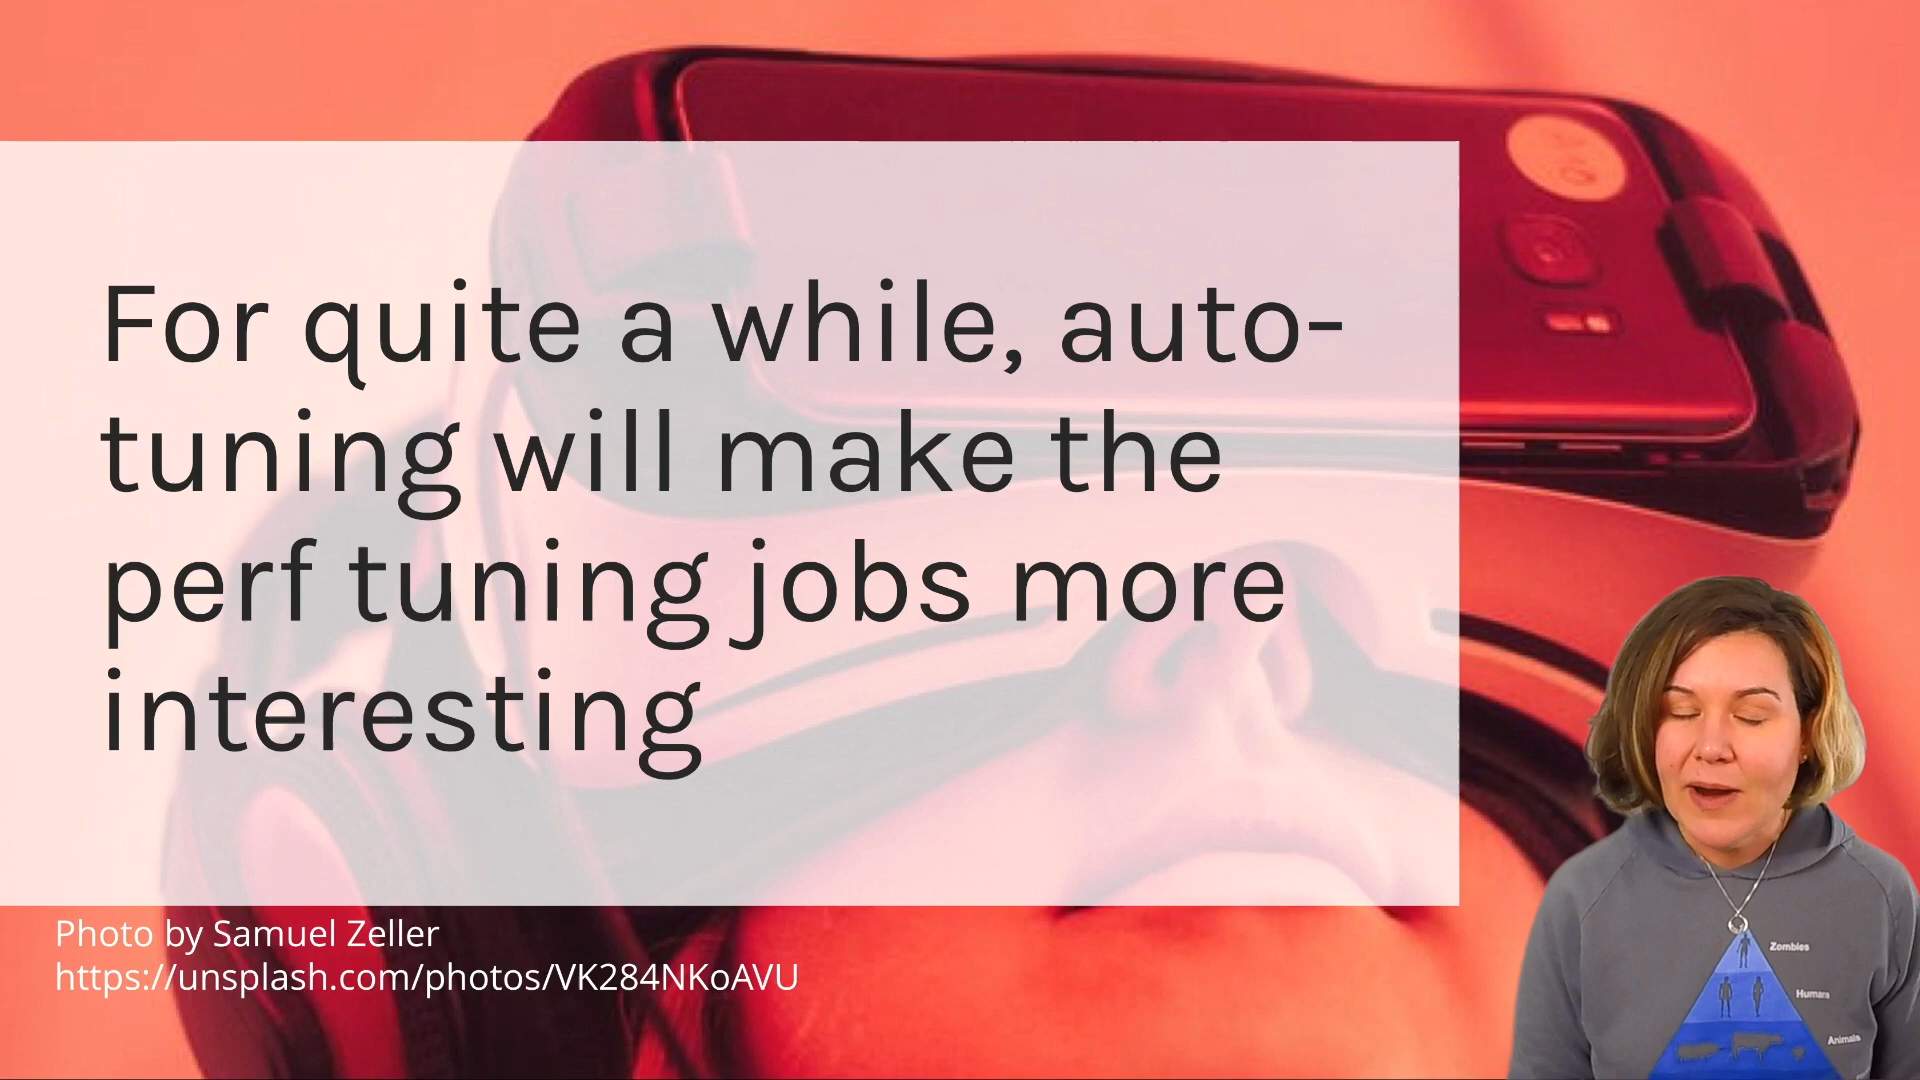 For quite a while, auto-
tuning will make the
perf tuning jobs more
interesting
Photo by Samuel Zeller
https://unsplash.com/photos/VK284NKoAVU
Zombies
Humans
Animals